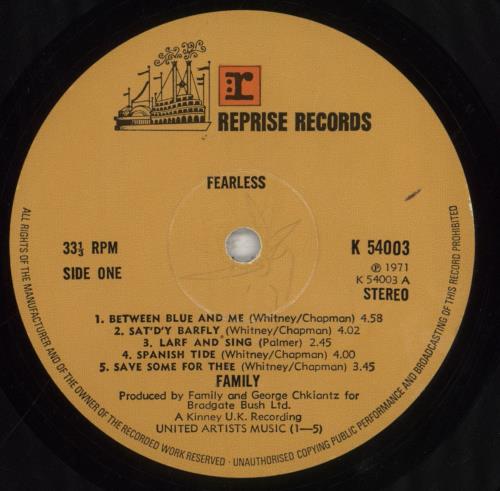 r
REPRISE RECORDS
FEARLESS
33⅓ RPM
SIDE ONE
K 54003
℗ 1971
K 54003 A
STEREO
1. BETWEEN BLUE AND ME (Whitney/Chapman) 4.58
2. SAT'D'Y BARFLY (Whitney/Chapman) 4.02
3. LARF AND SING (Palmer) 2.45
4. SPANISH TIDE (Whitney/Chapman) 4.00
5. SAVE SOME FOR THEE (Whitney/Chapman) 3.45
FAMILY
Produced by Family and George Chkiantz for
Bradgate Bush Ltd.
A Kinney U.K. Recording
UNITED ARTISTS MUSIC (1—5)
ALL RIGHTS OF THE MANUFACTURER AND OF THE OWNER OF THE RECORDED WORK RESERVED · UNAUTHORISED COPYING PUBLIC PERFORMANCE AND BROADCASTING OF THIS RECORD PROHIBITED